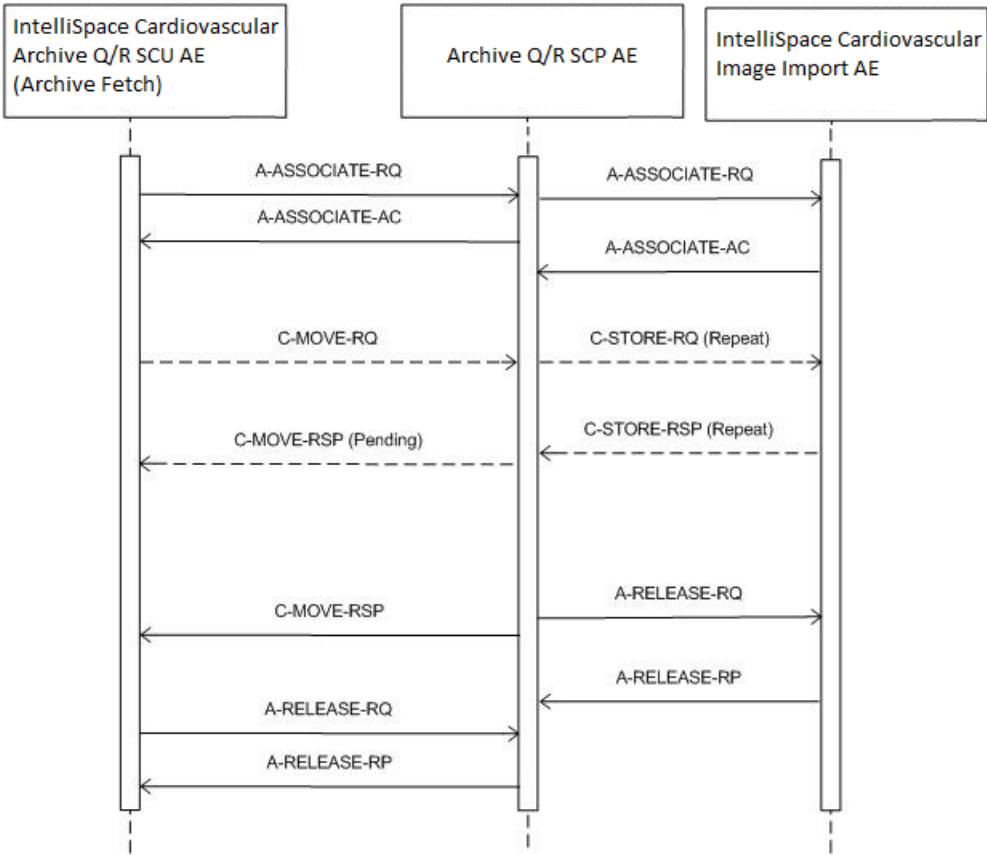 IntelliSpace Cardiovascular
Archive Q/R SCU AE
(Archive Fetch)
Archive Q/R SCP AE
IntelliSpace Cardiovascular
Image Import AE
A-ASSOCIATE-RQ
A-ASSOCIATE-RQ
A-ASSOCIATE-AC
A-ASSOCIATE-AC
C-MOVE-RQ
C-STORE-RQ (Repeat)
C-MOVE-RSP (Pending)
C-STORE-RSP (Repeat)
C-MOVE-RSP
A-RELEASE-RQ
A-RELEASE-RP
A-RELEASE-RQ
A-RELEASE-RP